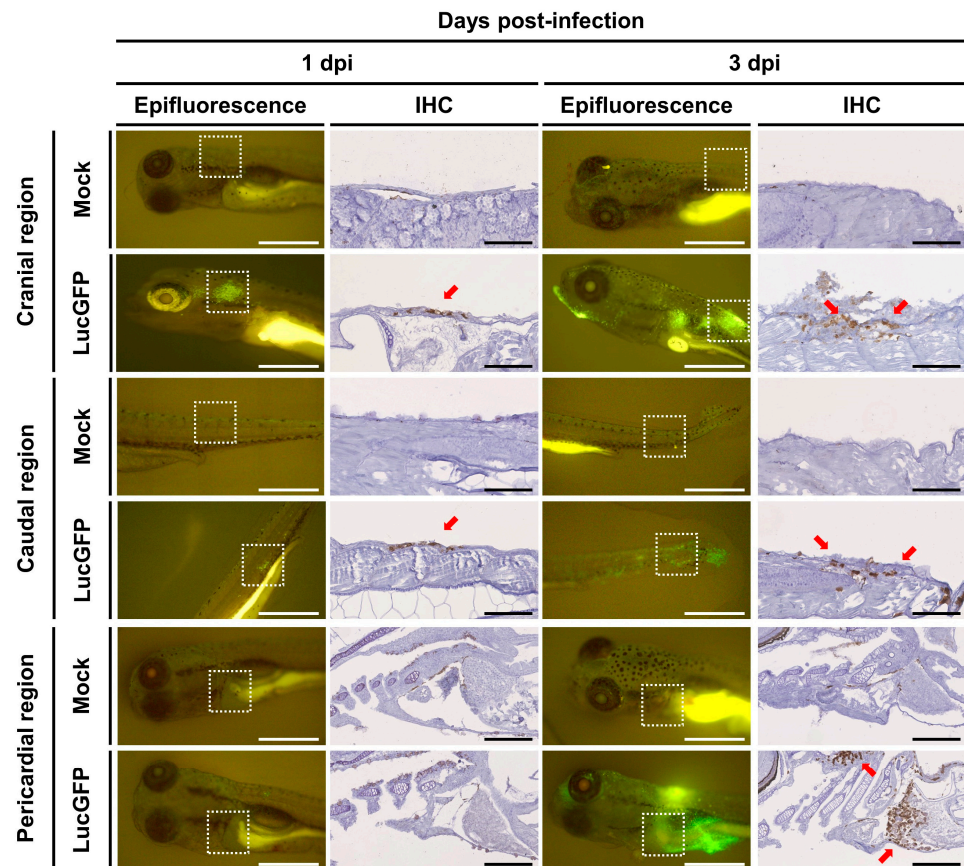 Days post-infection
1 dpi
3 dpi
Epifluorescence
IHC
Epifluorescence
IHC
Cranial region
Mock
LucGFP
Caudal region
Mock
LucGFP
Pericardial region
Mock
LucGFP